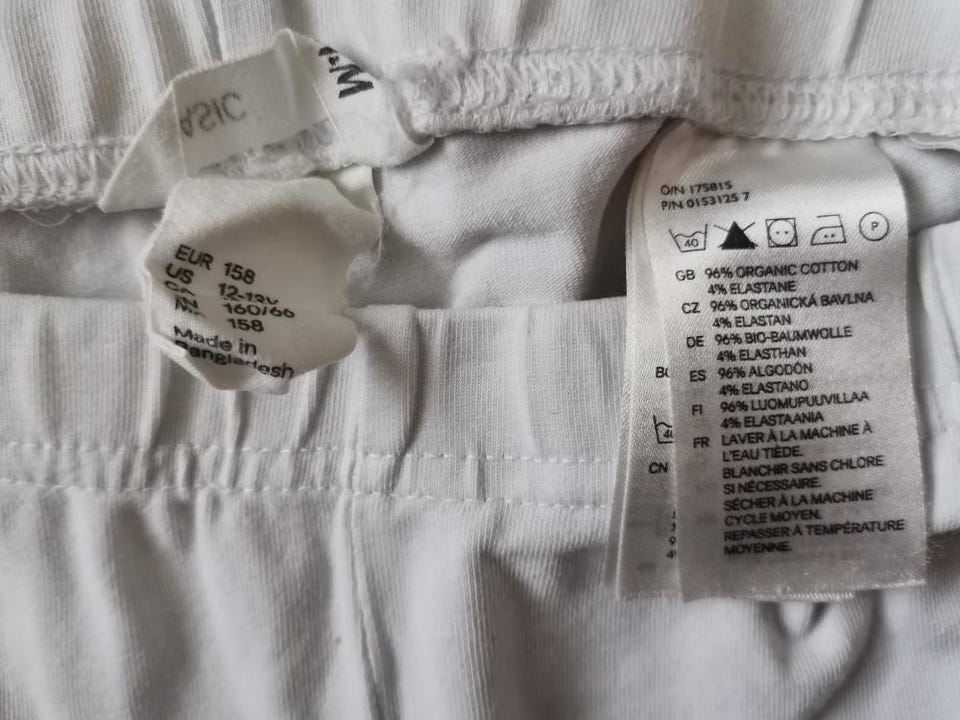 ASIC
EUR 158
US 12-13Y
160/66
158
Made in
Bangladesh
O/N 175815
P/N 0153125 7
40
P
GB 96% ORGANIC COTTON
4% ELASTANE
CZ 96% ORGANICKÁ BAVLNA
4% ELASTAN
DE 96% BIO-BAUMWOLLE
4% ELASTHAN
ES 96% ALGODÓN
4% ELASTANO
FI 96% LUOMUPUUVILLAA
4% ELASTAANIA
FR LAVER À LA MACHINE À
L'EAU TIÈDE.
BLANCHIR SANS CHLORE
SI NÉCESSAIRE.
SÉCHER À LA MACHINE
CYCLE MOYEN.
REPASSER À TEMPÉRATURE
MOYENNE.
CN